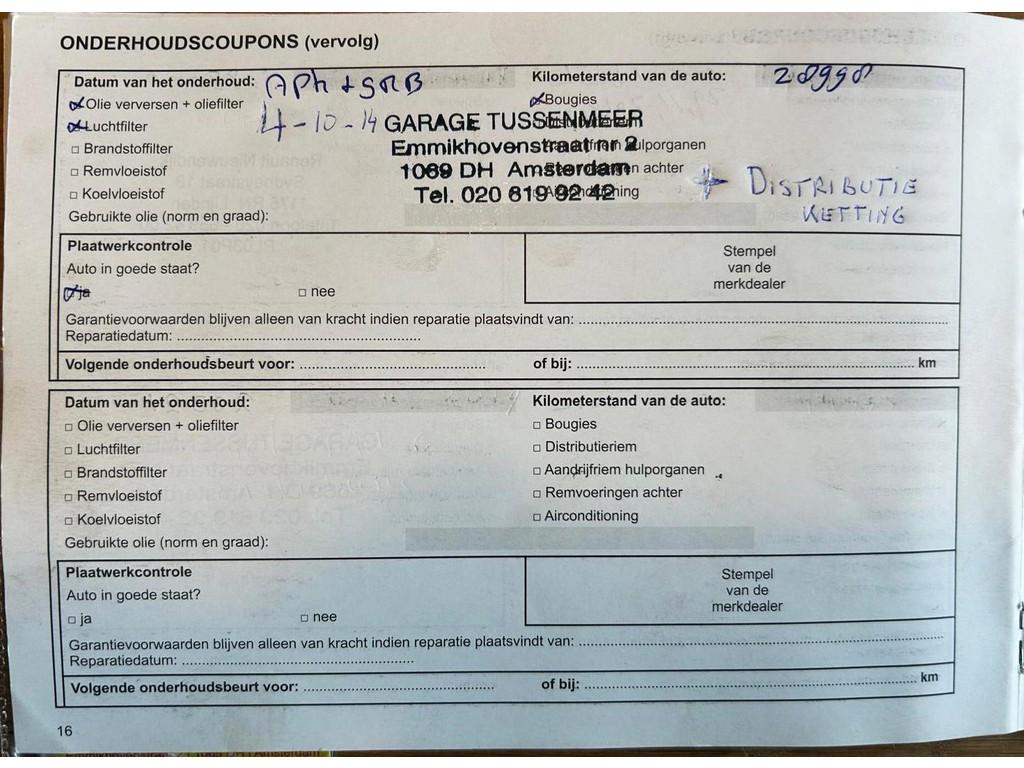 ONDERHOUDSCOUPONS (vervolg)
Datum van het onderhoud: APK + GRB
Kilometerstand van de auto: 28998
Olie verversen + oliefilter
Bougies
Luchtfilter
4-10-14
GARAGE TUSSENMEER
Brandstoffilter
Emmikhovenstraat nr 2
hulporganen
Remvloeistof
1069 DH Amsterdam
achter
Koelvloeistof
Tel. 020 619 92 42
Airconditioning
+ DISTRIBUTIE
KETTING
Gebruikte olie (norm en graad):
Plaatwerkcontrole
Auto in goede staat?
ja
□ nee
Stempel
van de
merkdealer
Garantievoorwaarden blijven alleen van kracht indien reparatie plaatsvindt van:
Reparatiedatum:
Volgende onderhoudsbeurt voor: of bij: km
Datum van het onderhoud:
Kilometerstand van de auto:
□ Olie verversen + oliefilter
□ Bougies
□ Luchtfilter
□ Distributieriem
□ Brandstoffilter
□ Aandrijfriem hulporganen
□ Remvloeistof
□ Remvoeringen achter
□ Koelvloeistof
□ Airconditioning
Gebruikte olie (norm en graad):
Plaatwerkcontrole
Auto in goede staat?
□ ja
□ nee
Stempel
van de
merkdealer
Garantievoorwaarden blijven alleen van kracht indien reparatie plaatsvindt van:
Reparatiedatum:
Volgende onderhoudsbeurt voor: of bij: km
16